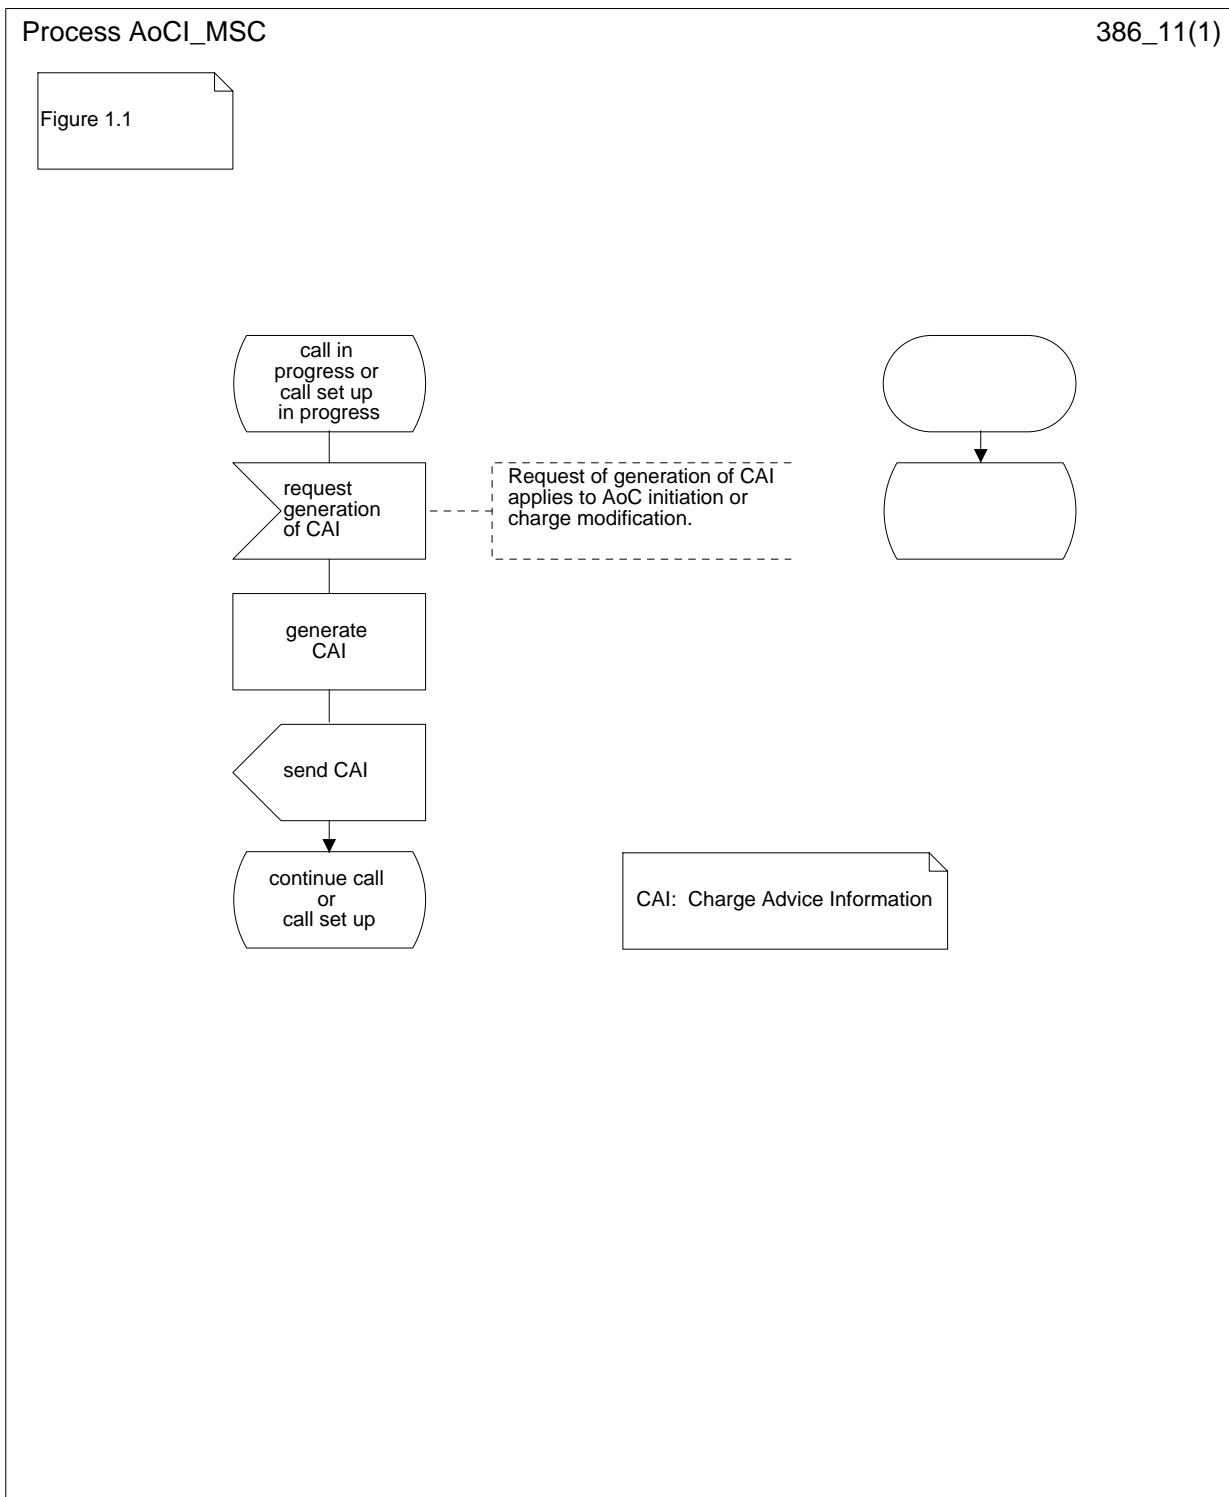 Process AoCI_MSC
386_11(1)
Figure 1.1
call in
progress or
call set up
in progress
request
generation
of CAI
Request of generation of CAI
applies to AoC initiation or
charge modification.
generate
CAI
send CAI
continue call
or
call set up
CAI:  Charge Advice Information